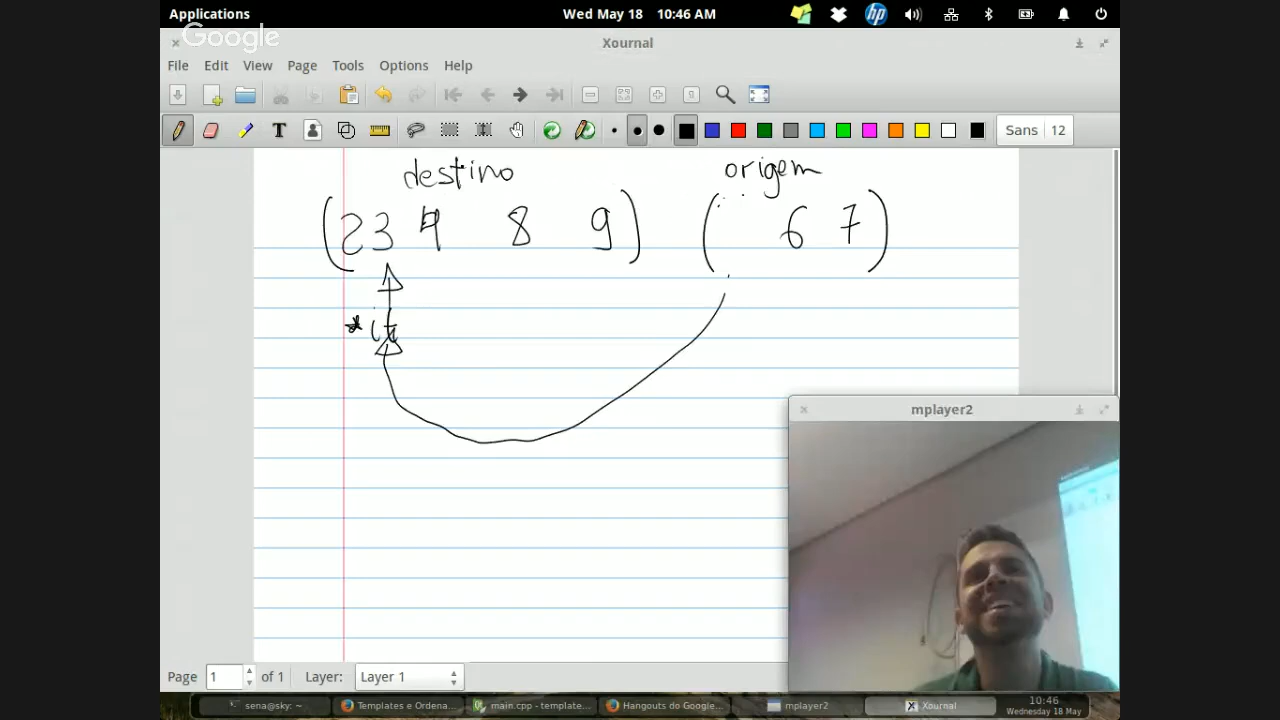 Applications Wed May 18 10:46 AM
Google
Xournal
File Edit View Page Tools Options Help
T Sans 12
destino origem
(23 4 8 9) ( 6 7)
*it
mplayer2
Page 1 of 1 Layer: Layer 1
sena@sky: ~ Templates e Ordena... main.cpp - template... Hangouts do Google... mplayer2 Xournal 10:46
Wednesday 18 May